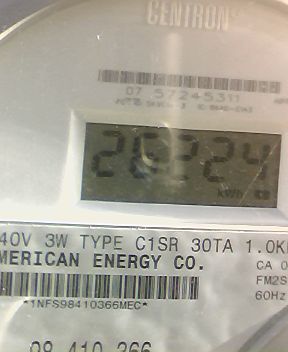 CENTRON
07 57245311
26224
kWh
40V 3W TYPE C1SR 30TA 1.0K
MERICAN ENERGY CO.
CA 0
FM2S
*1NFS98410366MEC*
60Hz
98 410 366